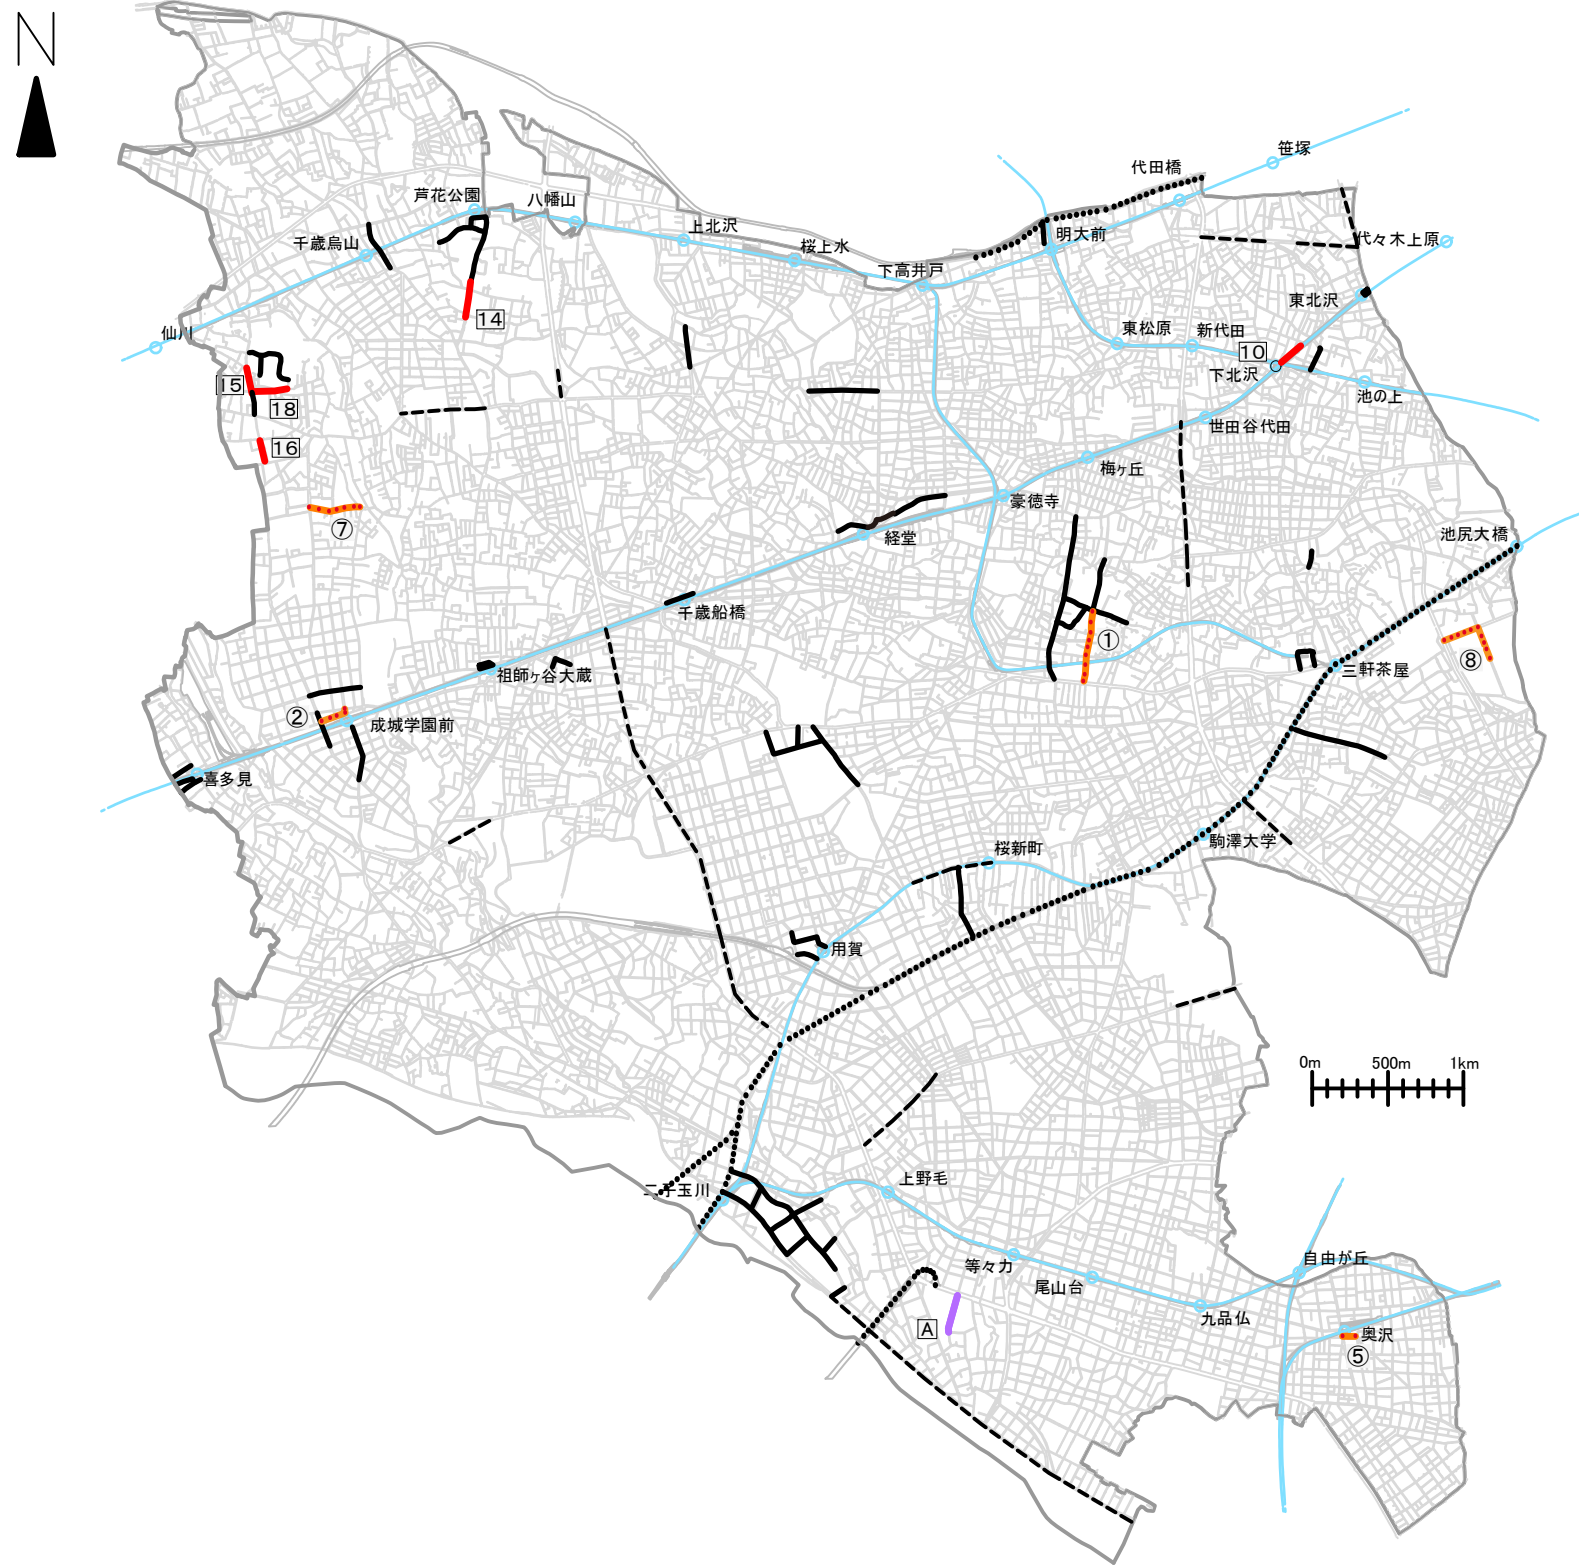 N
笹塚
代田橋
芦花公園
八幡山
千歳烏山
上北沢
桜上水
明大前
代々木上原
下高井戸
東北沢
14
東松原
新代田
仙川
10
下北沢
15
18
池の上
世田谷代田
16
梅ヶ丘
豪徳寺
⑦
経堂
池尻大橋
千歳船橋
①
⑧
三軒茶屋
祖師ヶ谷大蔵
②
成城学園前
喜多見
駒澤大学
桜新町
用賀
0m 500m 1km
二子玉川
上野毛
等々力
尾山台
自由が丘
九品仏
A
奥沢
⑤